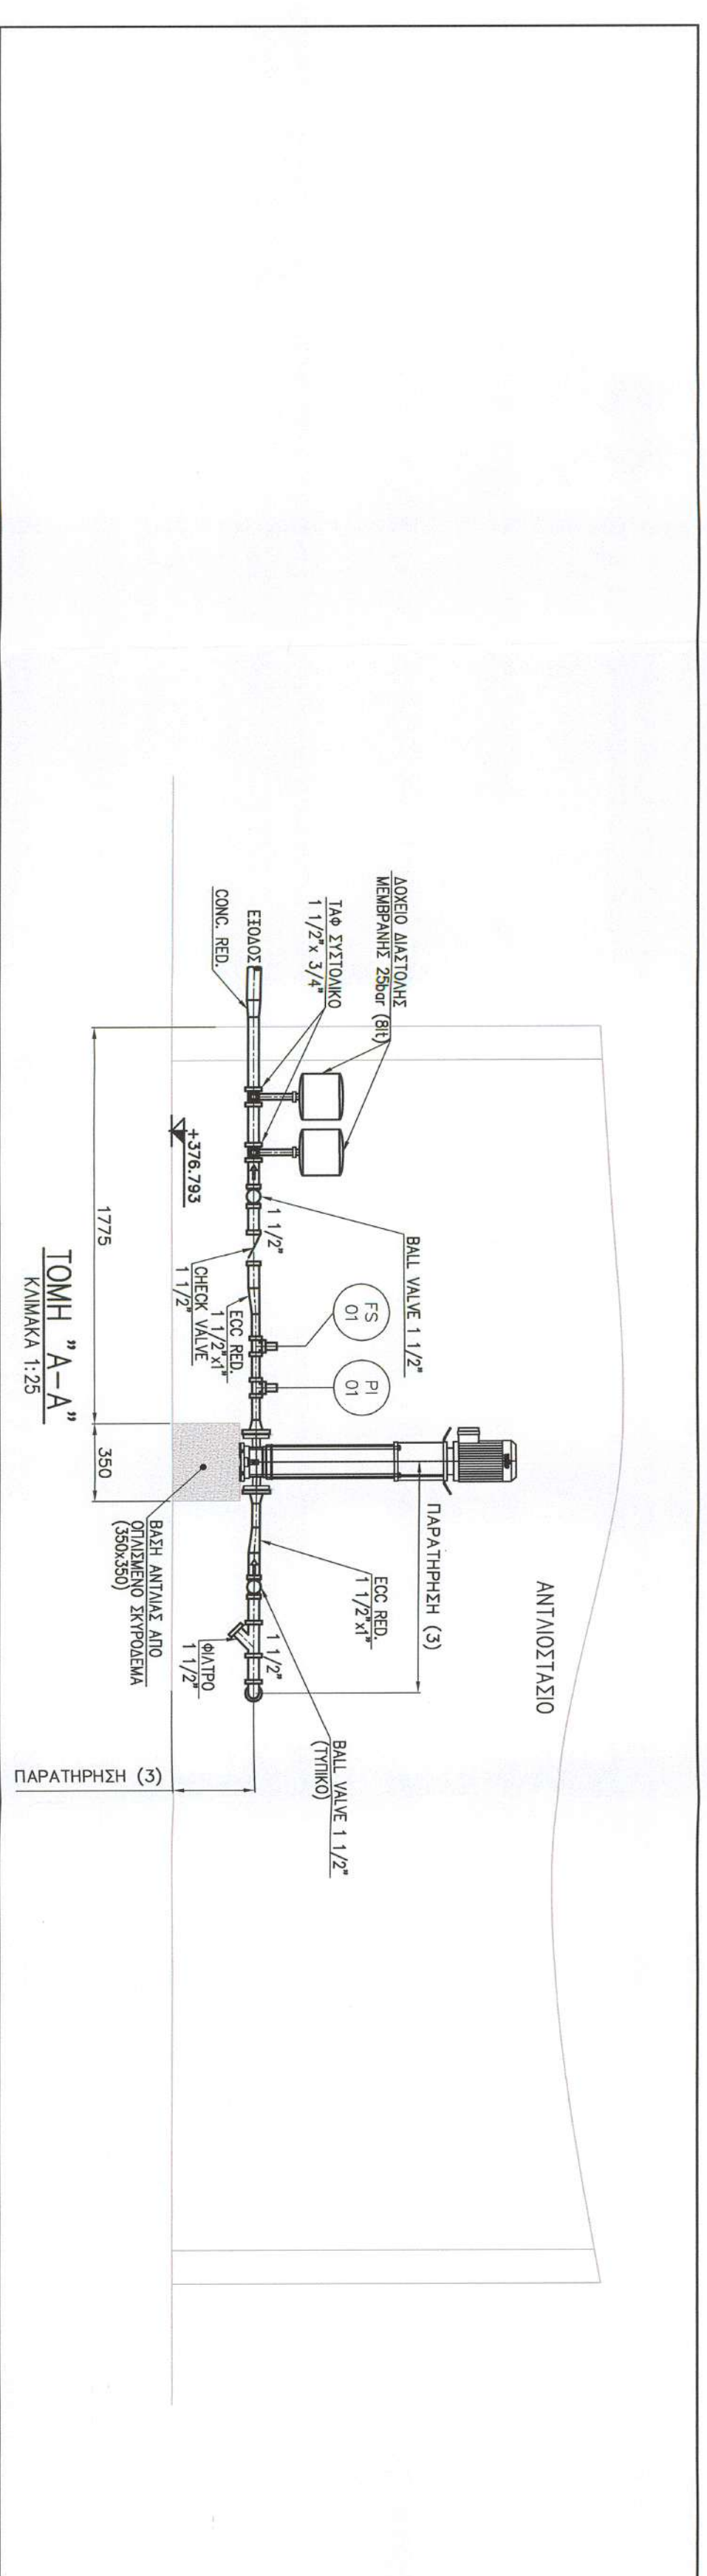 ΑΝΤΛΙΟΣΤΑΣΙΟ
ΔΟΧΕΙΟ ΔΙΑΣΤΟΛΗΣ
ΜΕΜΒΡΑΝΗΣ 25bar (8lt)
ΤΑΦ ΣΥΣΤΟΛΙΚΟ
1 1/2"x 3/4"
ΕΞΟΔΟΣ
CONC. RED.
BALL VALVE 1 1/2"
FS
01
PI
01
ΠΑΡΑΤΗΡΗΣΗ (3)
ECC RED.
1 1/2"x1"
BALL VALVE 1 1/2"
(ΤΥΠΙΚΟ)
1 1/2"
1 1/2"
ECC RED.
1 1/2"x1"
CHECK VALVE
1 1/2"
ΦΙΛΤΡΟ
1 1/2"
+376.793
ΒΑΣΗ ΑΝΤΛΙΑΣ ΑΠΟ
ΟΠΛΙΣΜΕΝΟ ΣΚΥΡΟΔΕΜΑ
(350x350)
1775
350
ΠΑΡΑΤΗΡΗΣΗ (3)
ΤΟΜΗ "Α-Α"
ΚΛΙΜΑΚΑ 1:25